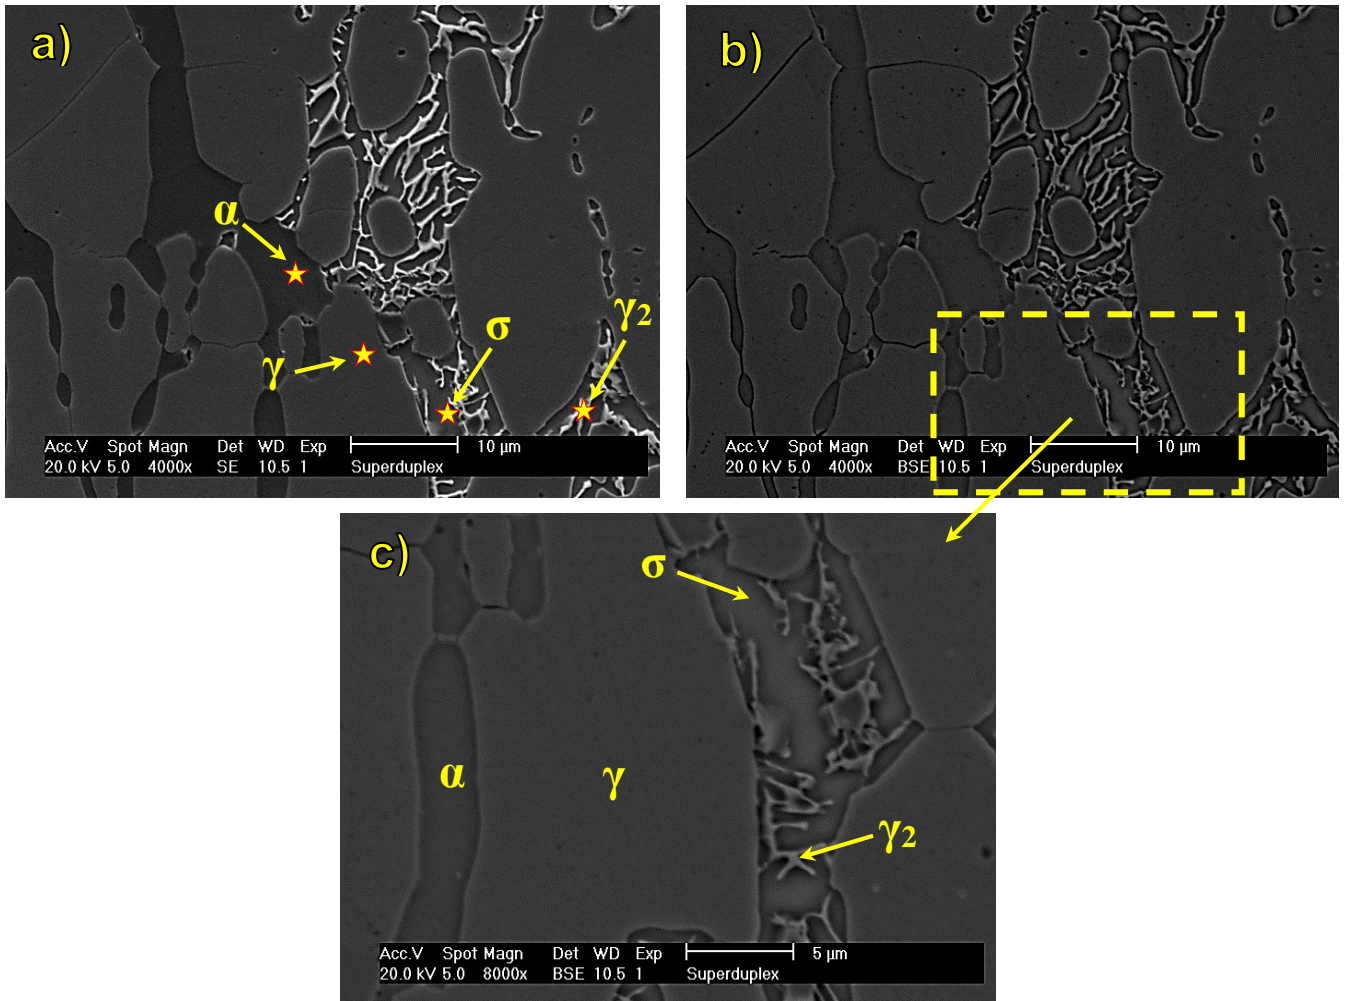 a)
α
γ
σ
γ2
Acc.V Spot Magn Det WD Exp 10 µm
20.0 kV 5.0 4000x SE 10.5 1 Superduplex
b)
Acc.V Spot Magn Det WD Exp 10 µm
20.0 kV 5.0 4000x BSE 10.5 1 Superduplex
c)
σ
α
γ
γ2
Acc.V Spot Magn Det WD Exp 5 µm
20.0 kV 5.0 8000x BSE 10.5 1 Superduplex